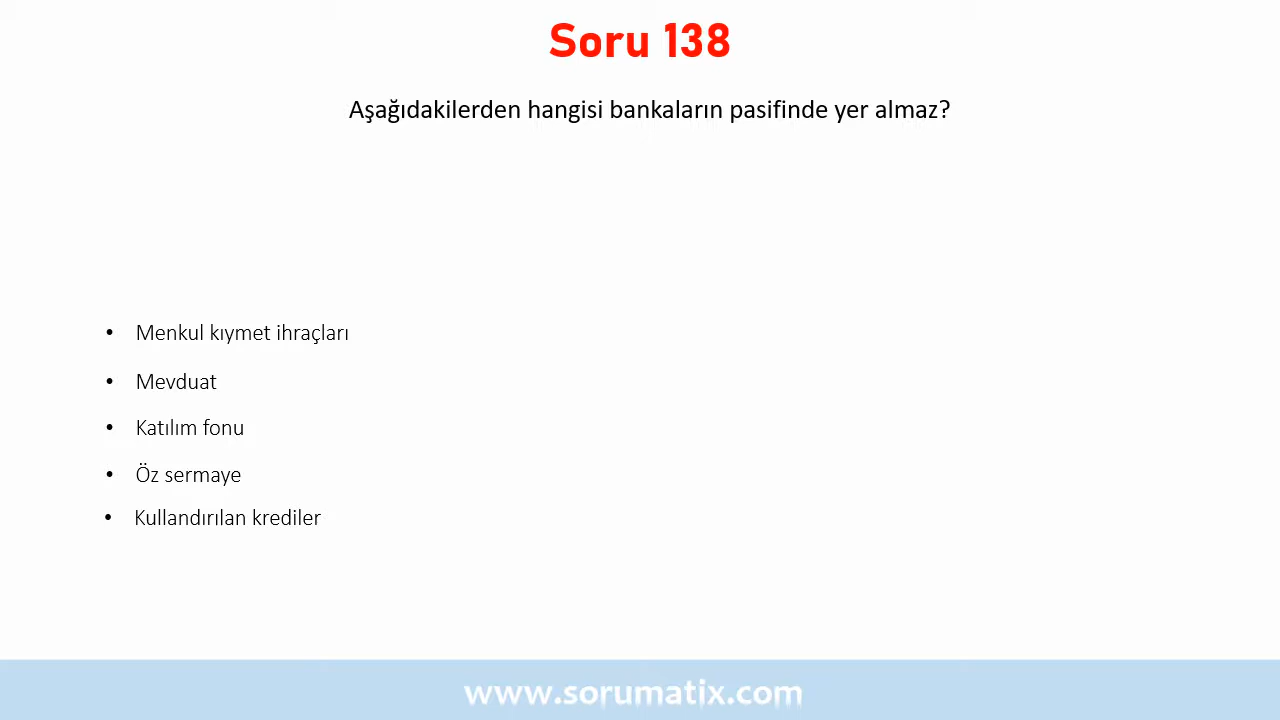 Soru 138
Aşağıdakilerden hangisi bankaların pasifinde yer almaz?
• Menkul kıymet ihraçları
• Mevduat
• Katılım fonu
• Öz sermaye
• Kullandırılan krediler
www.sorumatix.com